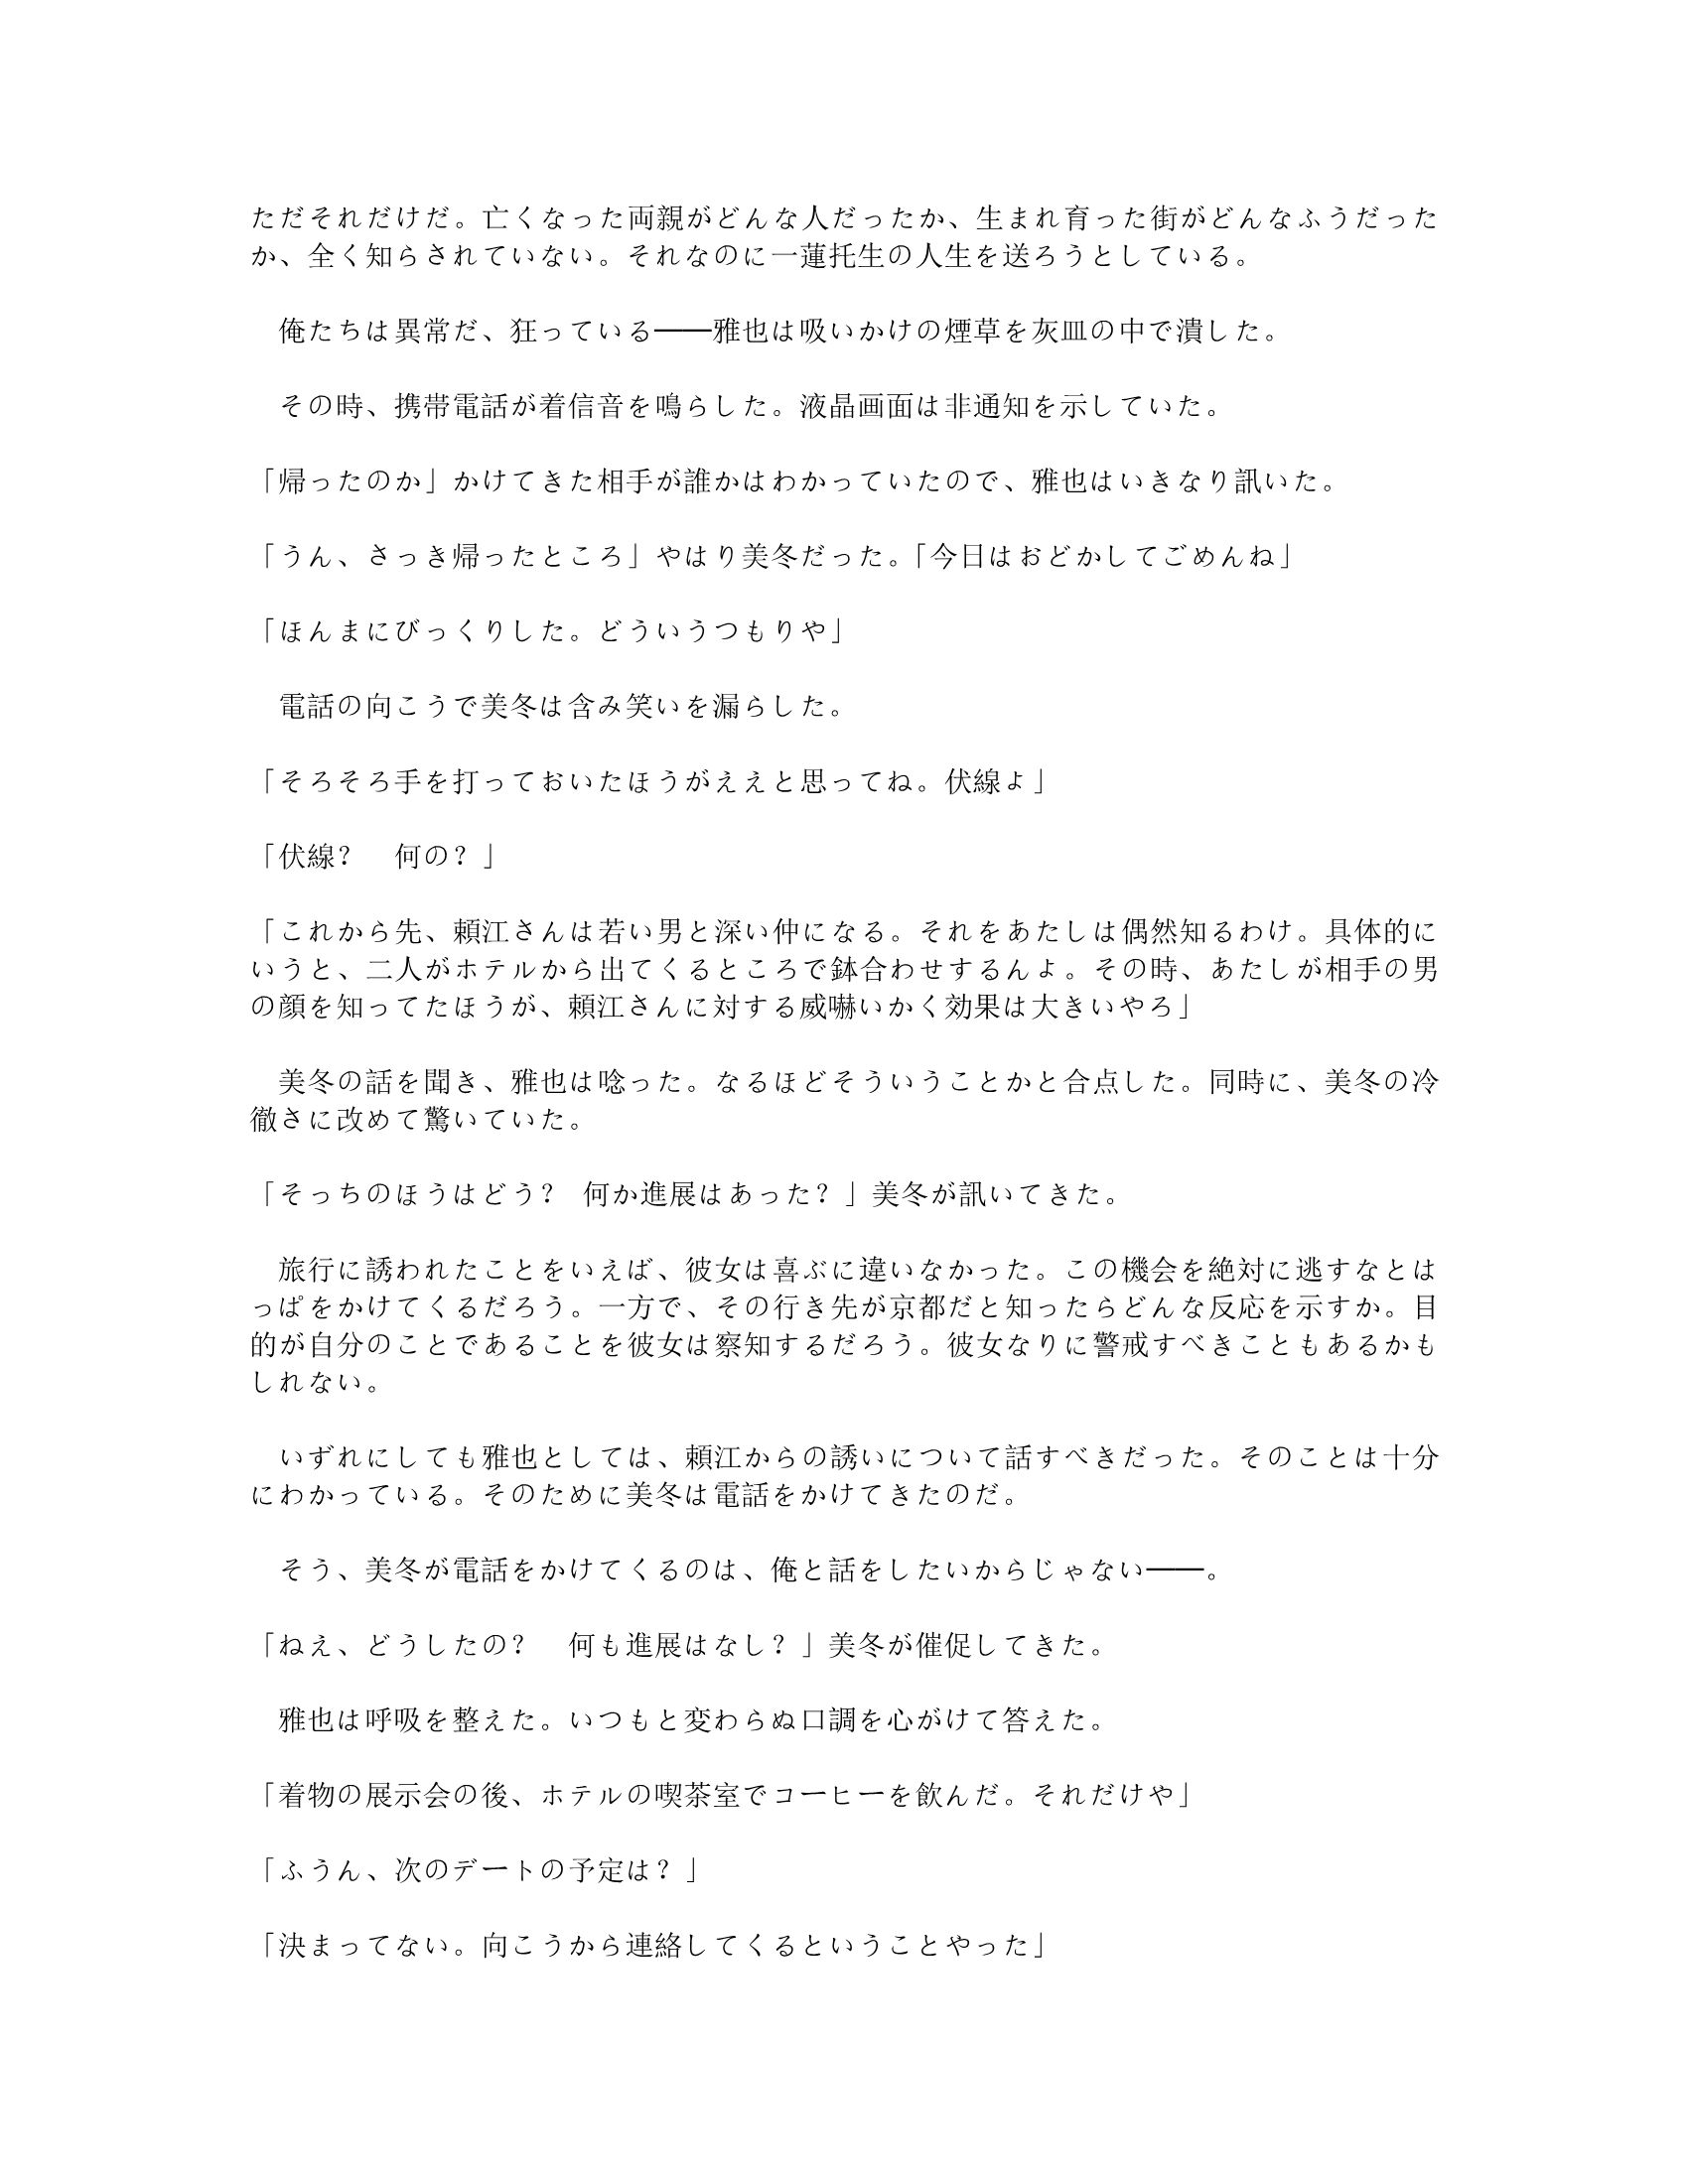 ただそれだけだ。亡くなった両親がどんな人だったか、生まれ育った街がどんなふうだった
か、全く知らされていない。それなのに一蓮托生の人生を送ろうとしている。
　俺たちは異常だ、狂っている――雅也は吸いかけの煙草を灰皿の中で潰した。
　その時、携帯電話が着信音を鳴らした。液晶画面は非通知を示していた。
「帰ったのか」かけてきた相手が誰かはわかっていたので、雅也はいきなり訊いた。
「うん、さっき帰ったところ」やはり美冬だった。「今日はおどかしてごめんね」
「ほんまにびっくりした。どういうつもりや」
　電話の向こうで美冬は含み笑いを漏らした。
「そろそろ手を打っておいたほうがええと思ってね。伏線ょ」
「伏線？　何の？」
「これから先、頼江さんは若い男と深い仲になる。それをあたしは偶然知るわけ。具体的に
いうと、二人がホテルから出てくるところで鉢合わせするんょ。その時、あたしが相手の男
の顔を知ってたほうが、頼江さんに対する威嚇いかく効果は大きいやろ」
　美冬の話を聞き、雅也は唸った。なるほどそういうことかと合点した。同時に、美冬の冷
徹さに改めて驚いていた。
「そっちのほうはどう？ 何か進展はあった？」美冬が訊いてきた。
　旅行に誘われたことをいえば、彼女は喜ぶに違いなかった。この機会を絶対に逃すなとは
っぱをかけてくるだろう。一方で、その行き先が京都だと知ったらどんな反応を示すか。目
的が自分のことであることを彼女は察知するだろう。彼女なりに警戒すべきこともあるかも
しれない。
　いずれにしても雅也としては、頼江からの誘いについて話すべきだった。そのことは十分
にわかっている。そのために美冬は電話をかけてきたのだ。
　そう、美冬が電話をかけてくるのは、俺と話をしたいからじゃない――。
「ねえ、どうしたの？　何も進展はなし？」美冬が催促してきた。
　雅也は呼吸を整えた。いつもと変わらぬ口調を心がけて答えた。
「着物の展示会の後、ホテルの喫茶室でコーヒーを飲んだ。それだけや」
「ふうん、次のデートの予定は？」
「決まってない。向こうから連絡してくるということやった」